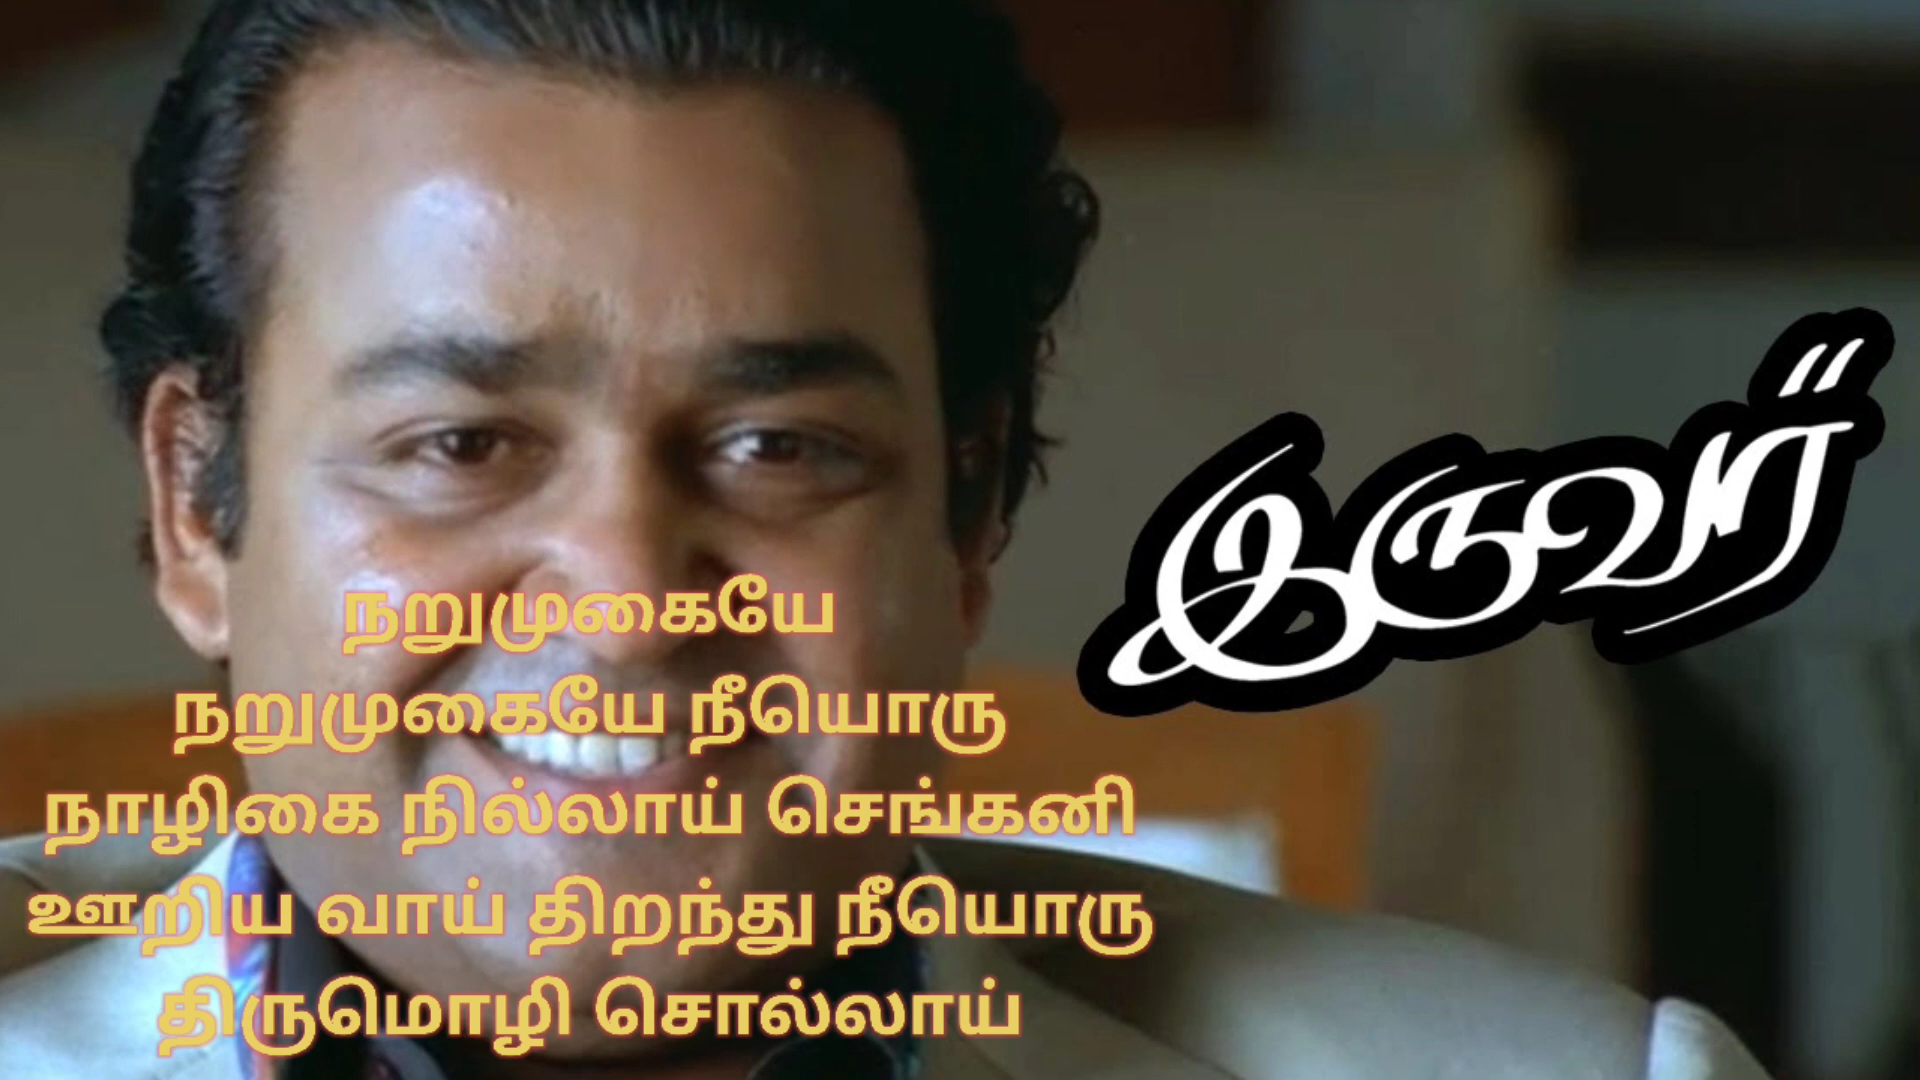 இருவர்
நறுமுகையே
நறுமுகையே நீயொரு
நாழிகை நில்லாய் செங்கனி
ஊறிய வாய் திறந்து நீயொரு
திருமொழி சொல்லாய்